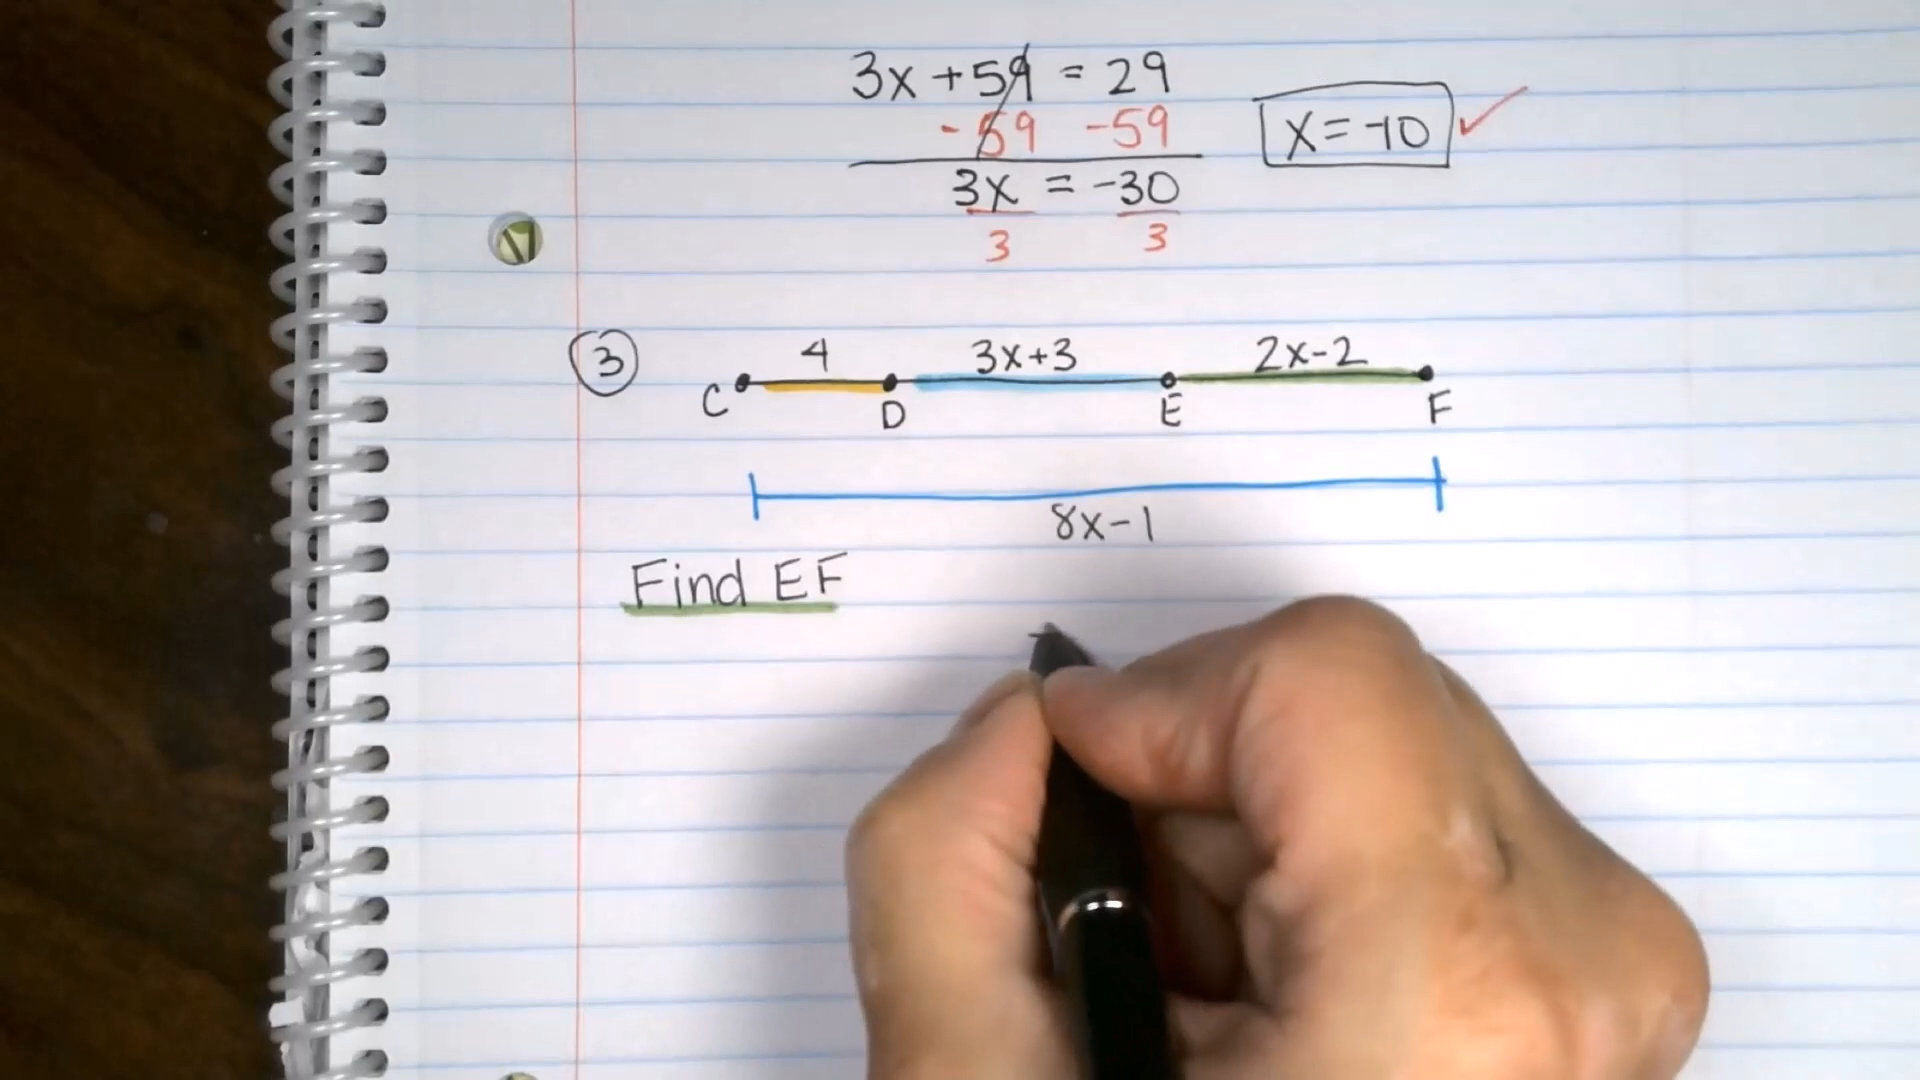 3x + 59 = 29
- 59 -59
x = -10
3x = -30
3 3
3
4 3x+3 2x-2
C D E F
8x-1
Find EF